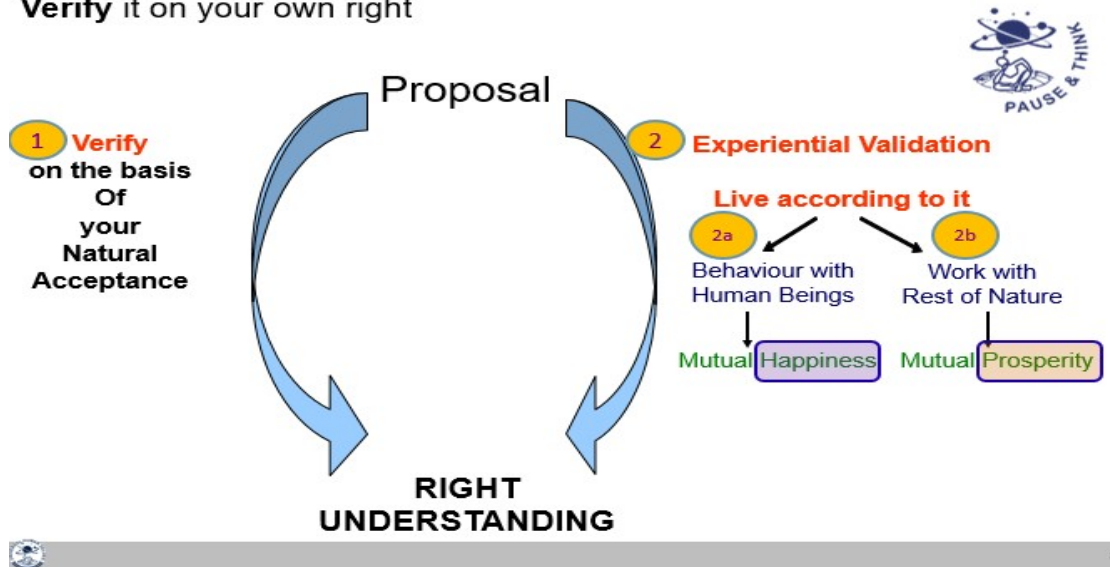 Verify it on your own right
PAUSE & THINK
Proposal
1 Verify
on the basis
Of
your
Natural
Acceptance
2 Experiential Validation
Live according to it
2a
Behaviour with
Human Beings
Mutual Happiness
2b
Work with
Rest of Nature
Mutual Prosperity
RIGHT
UNDERSTANDING